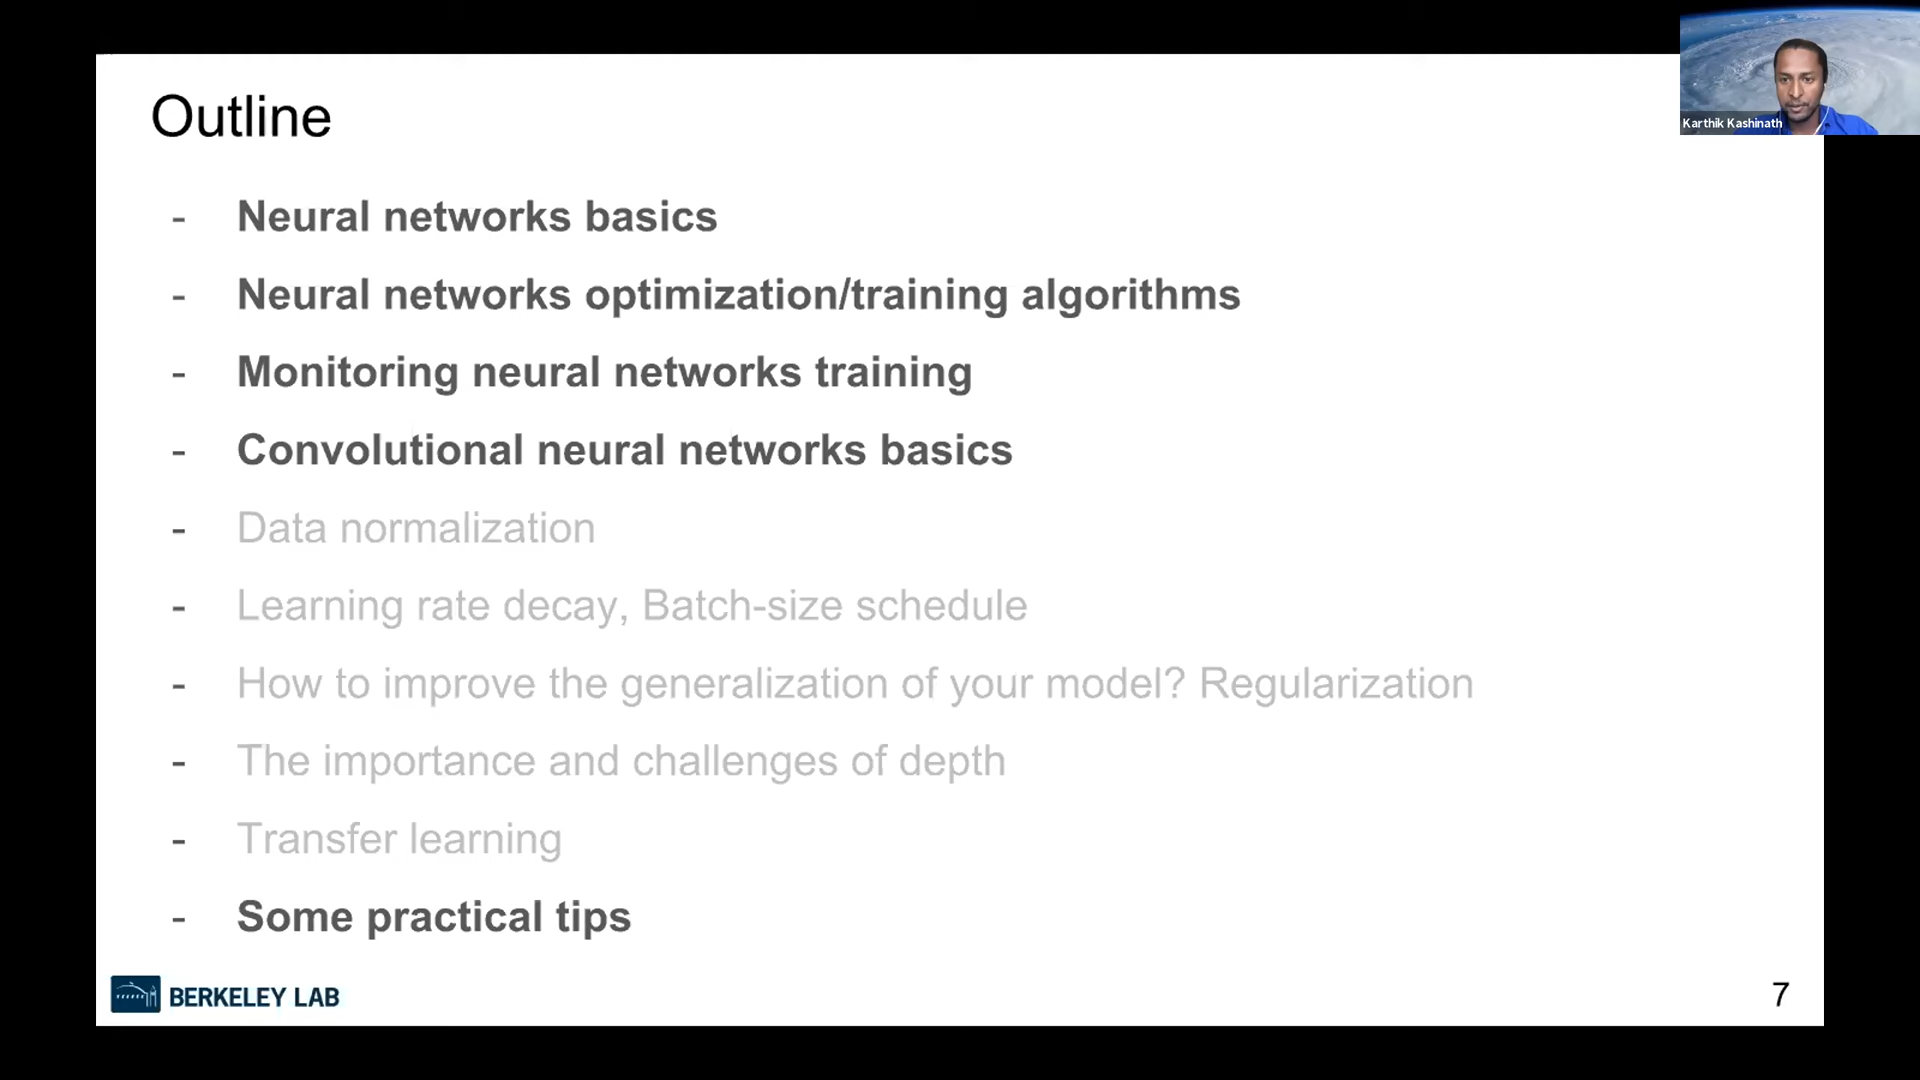 Outline
Karthik Kashinath
- Neural networks basics
- Neural networks optimization/training algorithms
- Monitoring neural networks training
- Convolutional neural networks basics
- Data normalization
- Learning rate decay, Batch-size schedule
- How to improve the generalization of your model? Regularization
- The importance and challenges of depth
- Transfer learning
- Some practical tips
BERKELEY LAB
7